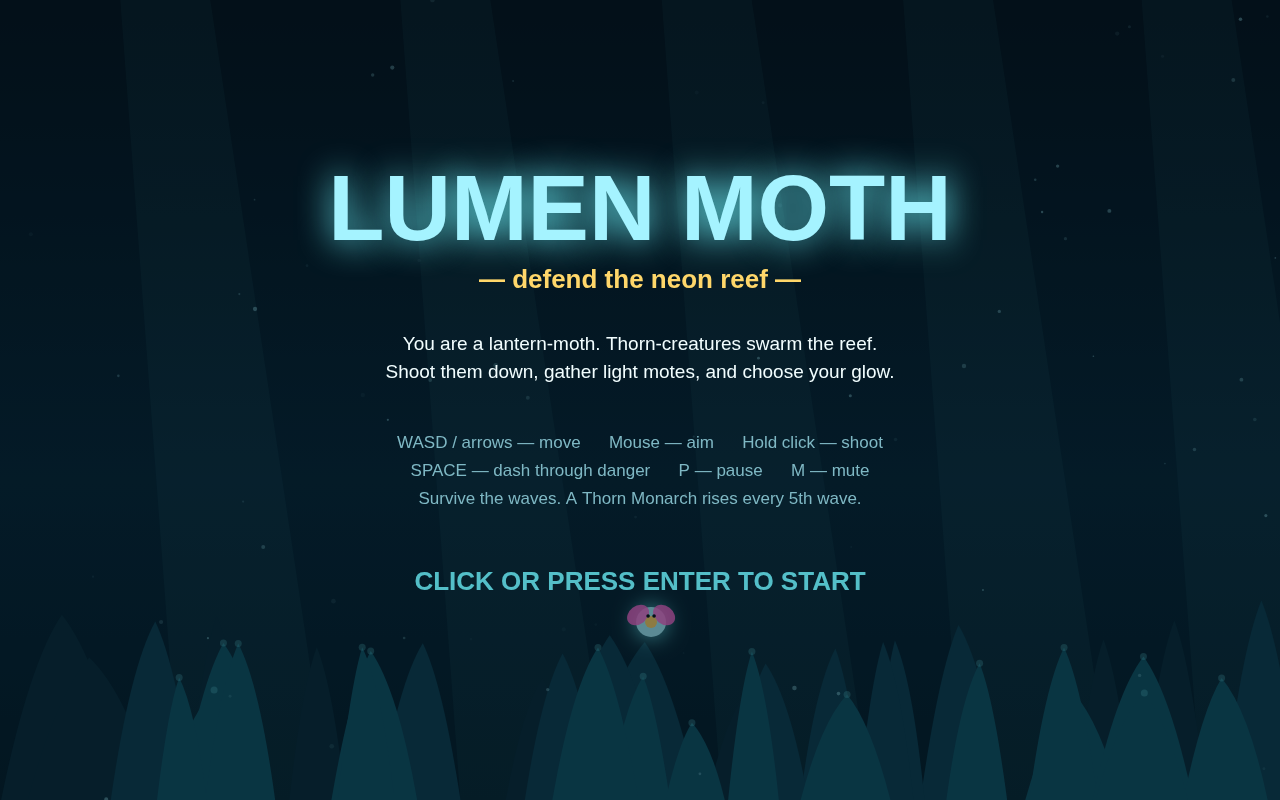 LUMEN MOTH
— defend the neon reef —
You are a lantern-moth. Thorn-creatures swarm the reef.
Shoot them down, gather light motes, and choose your glow.
WASD / arrows — move Mouse — aim Hold click — shoot
SPACE — dash through danger P — pause M — mute
Survive the waves. A Thorn Monarch rises every 5th wave.
CLICK OR PRESS ENTER TO START